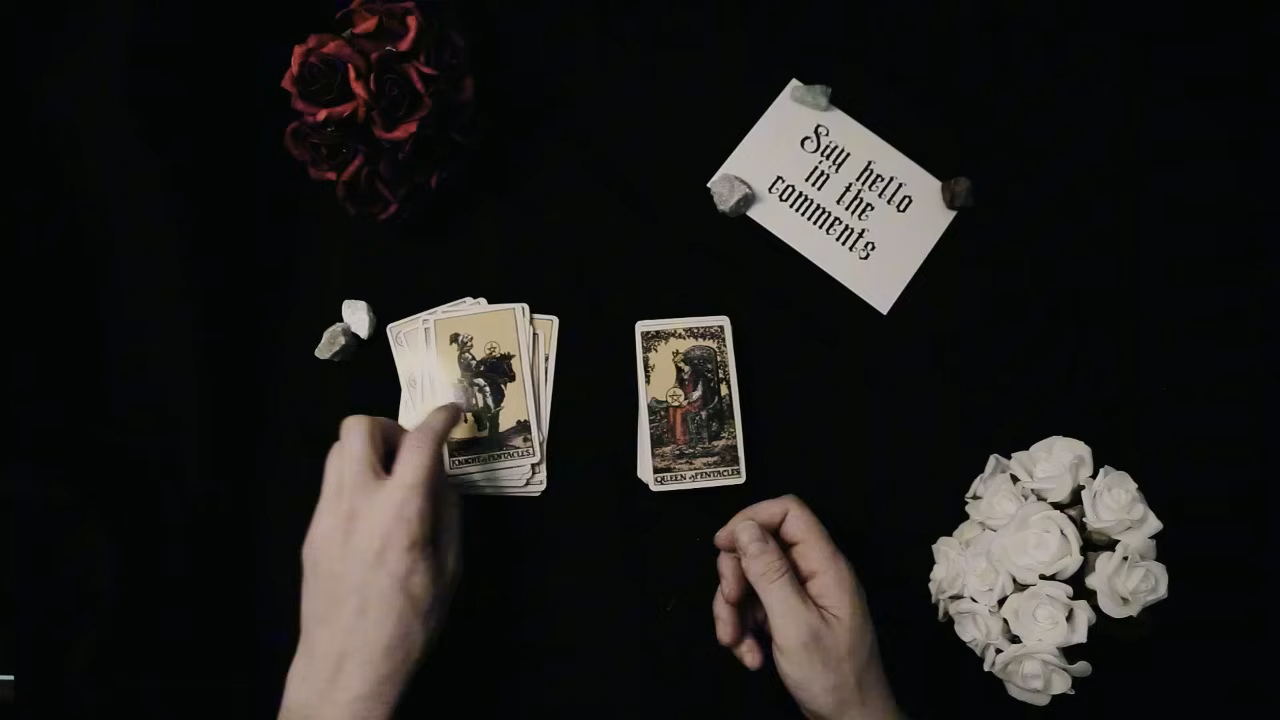 Say hello
in the
comments
KNIGHT of PENTACLES.
QUEEN of PENTACLES